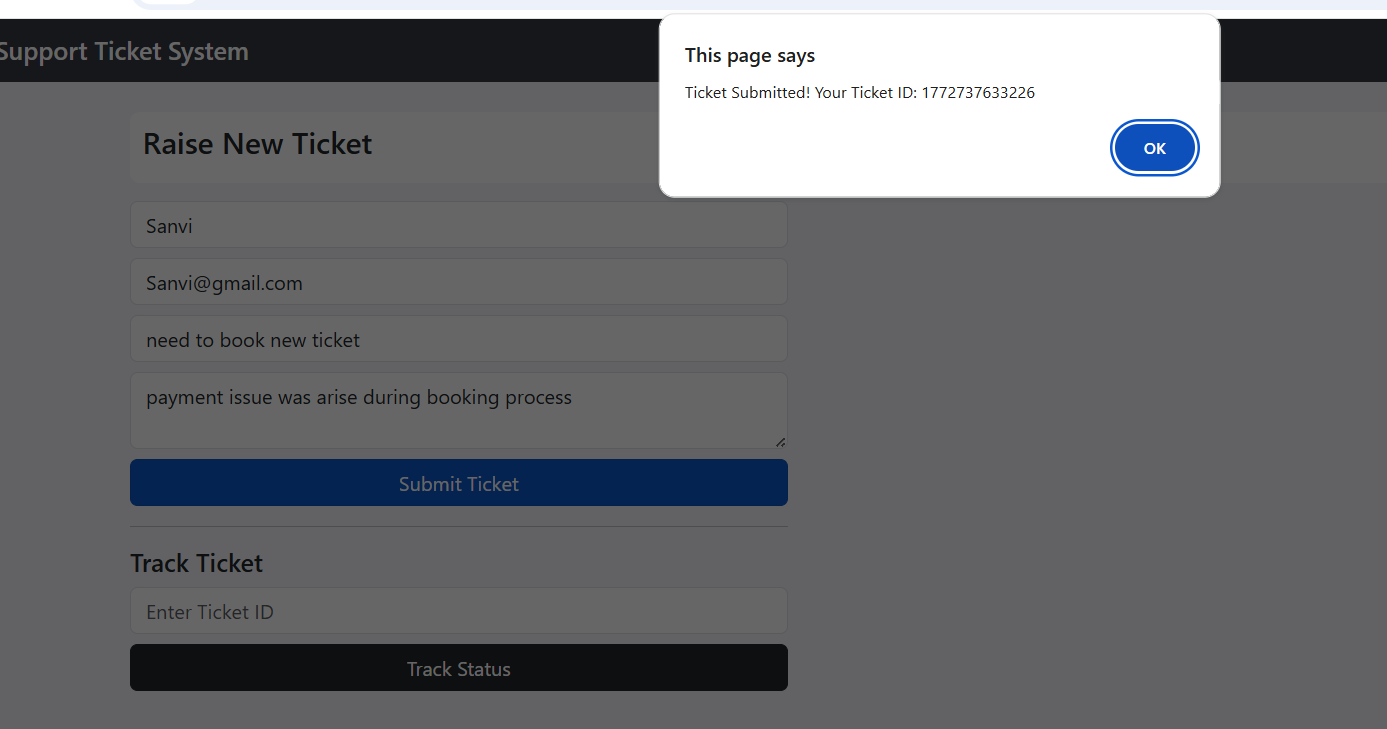 Support Ticket System
This page says
Ticket Submitted! Your Ticket ID: 1772737633226
OK
Raise New Ticket
Sanvi
Sanvi@gmail.com
need to book new ticket
payment issue was arise during booking process
Submit Ticket
Track Ticket
Enter Ticket ID
Track Status